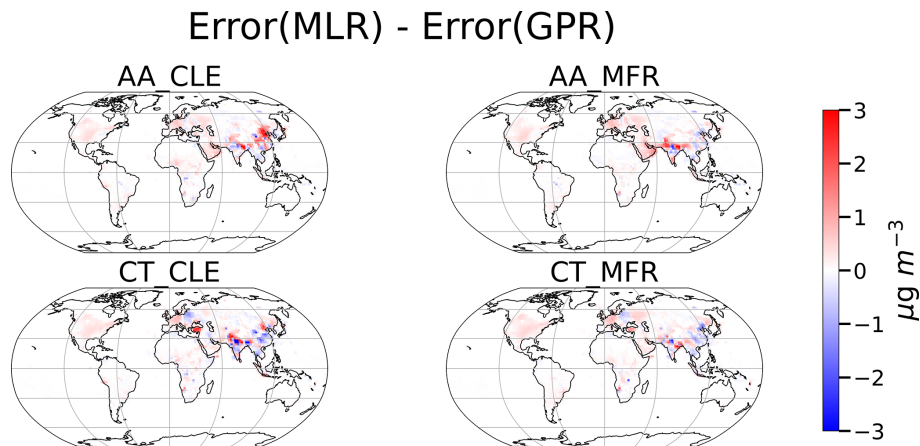 Error(MLR) - Error(GPR)
AA_CLE
AA_MFR
CT_CLE
CT_MFR
3
2
1
0
−1
−2
−3
μg m⁻³